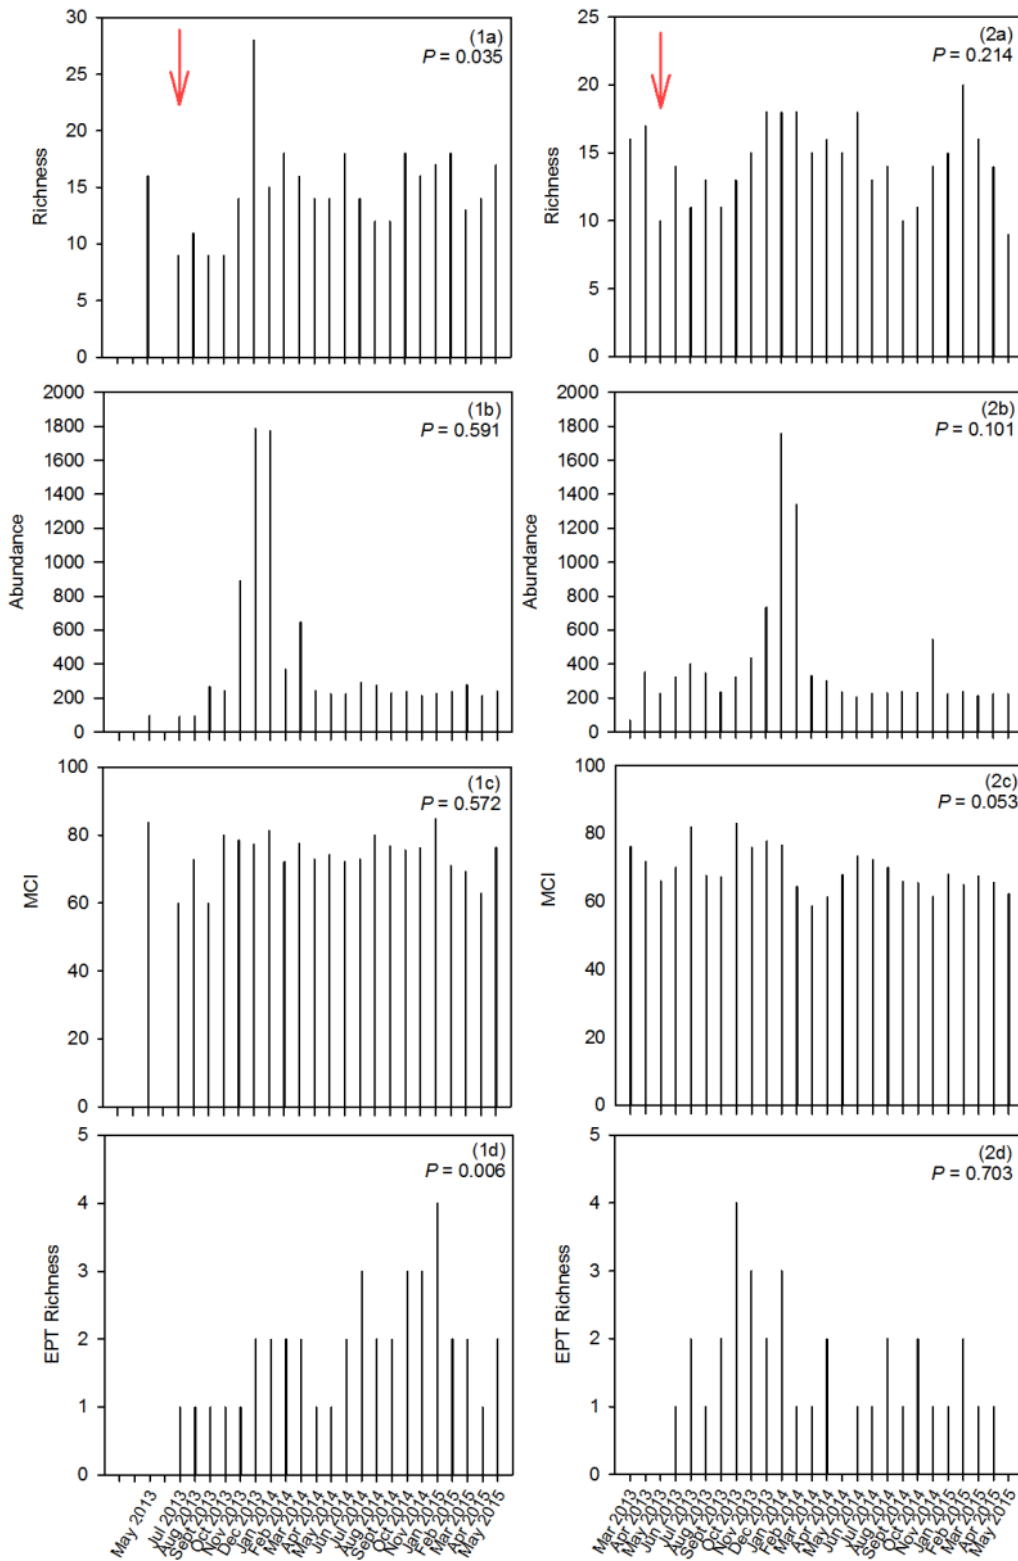 30
25
20
15
10
5
0
Richness
(1a)
P = 0.035
25
20
15
10
5
0
Richness
(2a)
P = 0.214
2000
1800
1600
1400
1200
1000
800
600
400
200
0
Abundance
(1b)
P = 0.591
2000
1800
1600
1400
1200
1000
800
600
400
200
0
Abundance
(2b)
P = 0.101
100
80
60
40
20
0
MCI
(1c)
P = 0.572
100
80
60
40
20
0
MCI
(2c)
P = 0.053
5
4
3
2
1
0
EPT Richness
(1d)
P = 0.006
May 2013
Jul 2013
Aug 2013
Sept 2013
Oct 2013
Nov 2013
Dec 2013
Jan 2014
Feb 2014
Mar 2014
Apr 2014
May 2014
Jun 2014
Jul 2014
Aug 2014
Sept 2014
Oct 2014
Nov 2014
Jan 2015
Feb 2015
Mar 2015
Apr 2015
May 2015
5
4
3
2
1
0
EPT Richness
(2d)
P = 0.703
Mar 2013
Apr 2013
May 2013
Jun 2013
Jul 2013
Aug 2013
Sept 2013
Oct 2013
Nov 2013
Dec 2013
Jan 2014
Feb 2014
Mar 2014
Apr 2014
May 2014
Jun 2014
Jul 2014
Aug 2014
Sept 2014
Oct 2014
Nov 2014
Jan 2015
Feb 2015
Mar 2015
Apr 2015
May 2015